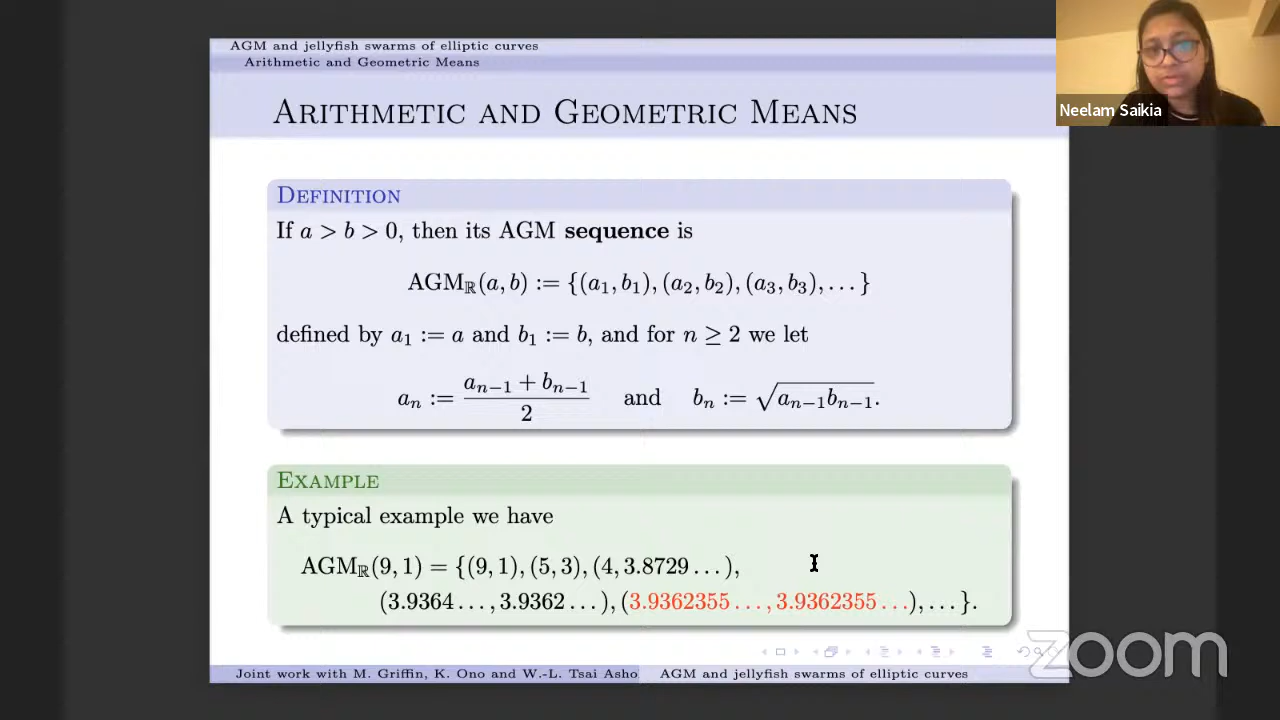 AGM and jellyfish swarms of elliptic curves
Arithmetic and Geometric Means
Arithmetic and Geometric Means
Neelam Saikia
Definition
If a > b > 0, then its AGM sequence is
AGM_ℝ(a, b) := {(a₁, b₁), (a₂, b₂), (a₃, b₃), . . . }
defined by a₁ := a and b₁ := b, and for n ≥ 2 we let
aₙ := (aₙ₋₁ + bₙ₋₁)/2 and bₙ := √(aₙ₋₁bₙ₋₁).
Example
A typical example we have
AGM_ℝ(9, 1) = {(9, 1), (5, 3), (4, 3.8729 . . . ),
(3.9364 . . . , 3.9362 . . . ), (3.9362355 . . . , 3.9362355 . . . ), . . . }.
zoom
Joint work with M. Griffin, K. Ono and W.-L. Tsai Asho
AGM and jellyfish swarms of elliptic curves